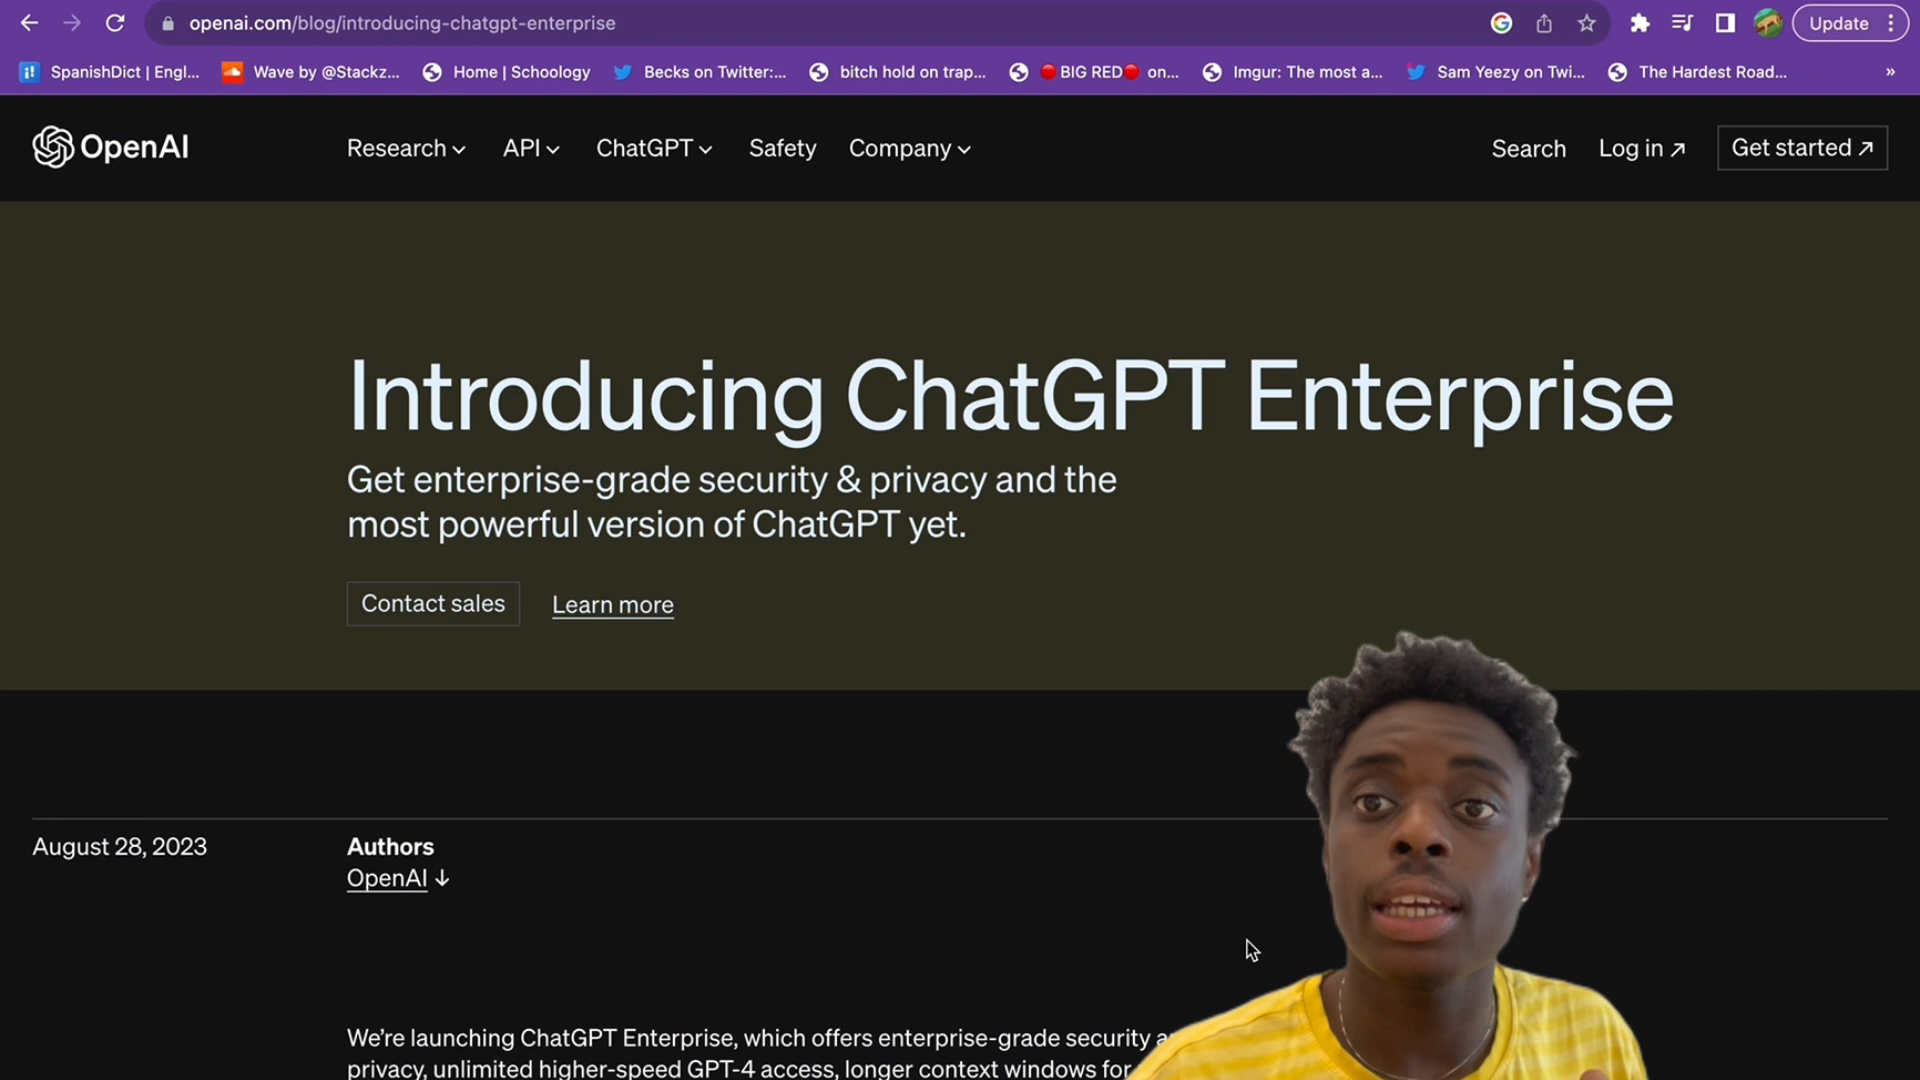 openai.com/blog/introducing-chatgpt-enterprise
Update
SpanishDict | Engl...
Wave by @Stackz...
Home | Schoology
Becks on Twitter:...
bitch hold on trap...
🔴BIG RED🔴 on...
Imgur: The most a...
Sam Yeezy on Twi...
The Hardest Road...
»
OpenAI
Research
API
ChatGPT
Safety
Company
Search
Log in ↗
Get started ↗
Introducing ChatGPT Enterprise
Get enterprise-grade security & privacy and the
most powerful version of ChatGPT yet.
Contact sales
Learn more
August 28, 2023
Authors
OpenAI ↓
We’re launching ChatGPT Enterprise, which offers enterprise-grade security
privacy, unlimited higher-speed GPT-4 access, longer context windows for